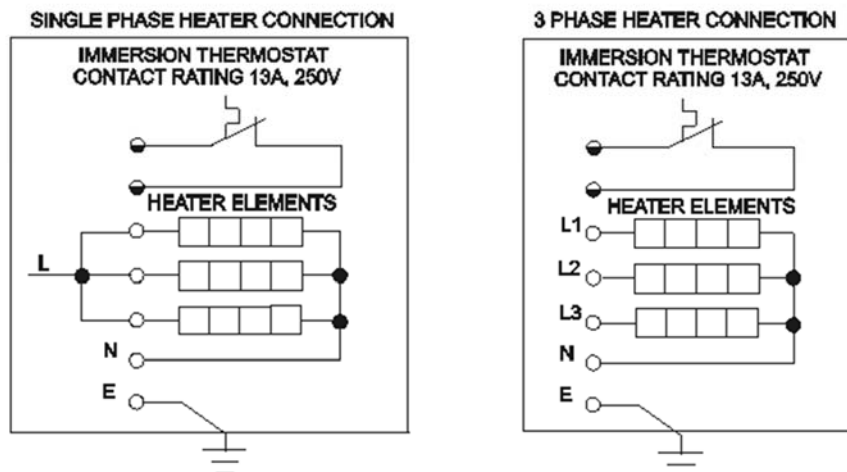 SINGLE PHASE HEATER CONNECTION
IMMERSION THERMOSTAT
CONTACT RATING 13A, 250V
HEATER ELEMENTS
L
N
E
3 PHASE HEATER CONNECTION
IMMERSION THERMOSTAT
CONTACT RATING 13A, 250V
HEATER ELEMENTS
L1
L2
L3
N
E